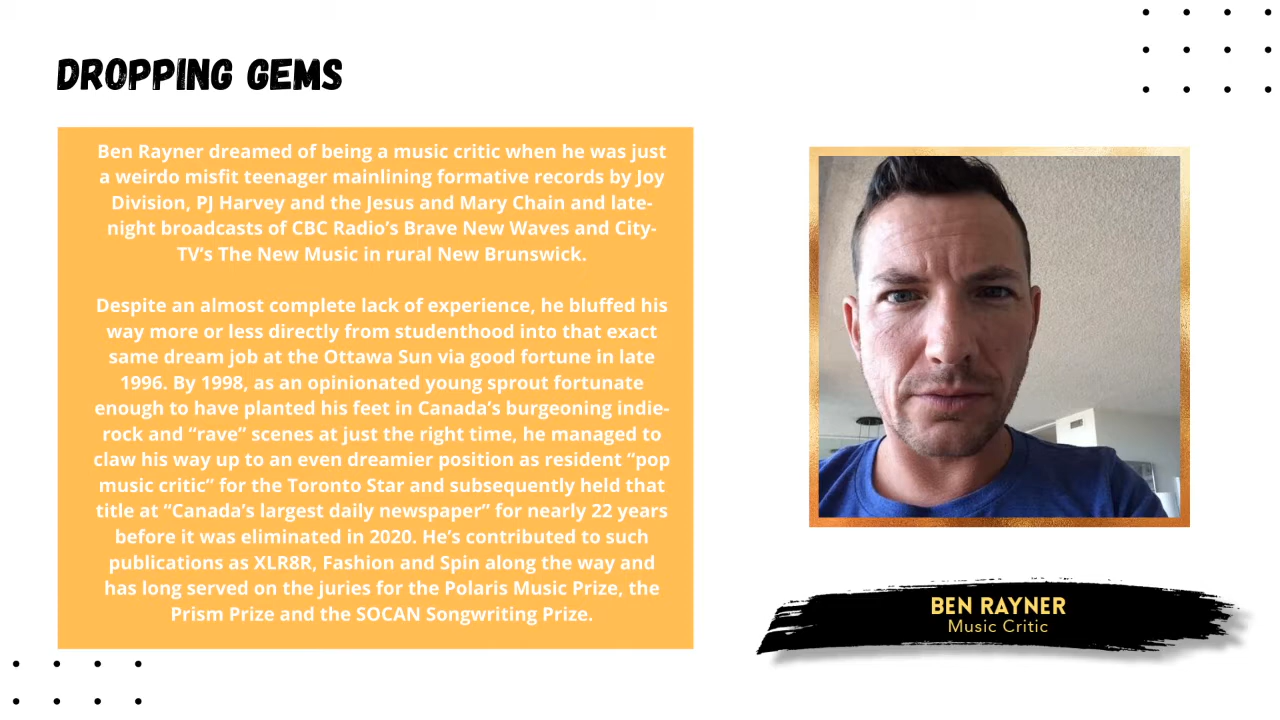 DROPPING GEMS
Ben Rayner dreamed of being a music critic when he was just
a weirdo misfit teenager mainlining formative records by Joy
Division, PJ Harvey and the Jesus and Mary Chain and late-
night broadcasts of CBC Radio’s Brave New Waves and City-
TV’s The New Music in rural New Brunswick.
Despite an almost complete lack of experience, he bluffed his
way more or less directly from studenthood into that exact
same dream job at the Ottawa Sun via good fortune in late
1996. By 1998, as an opinionated young sprout fortunate
enough to have planted his feet in Canada’s burgeoning indie-
rock and “rave” scenes at just the right time, he managed to
claw his way up to an even dreamier position as resident “pop
music critic” for the Toronto Star and subsequently held that
title at “Canada’s largest daily newspaper” for nearly 22 years
before it was eliminated in 2020. He’s contributed to such
publications as XLR8R, Fashion and Spin along the way and
has long served on the juries for the Polaris Music Prize, the
Prism Prize and the SOCAN Songwriting Prize.
BEN RAYNER
Music Critic